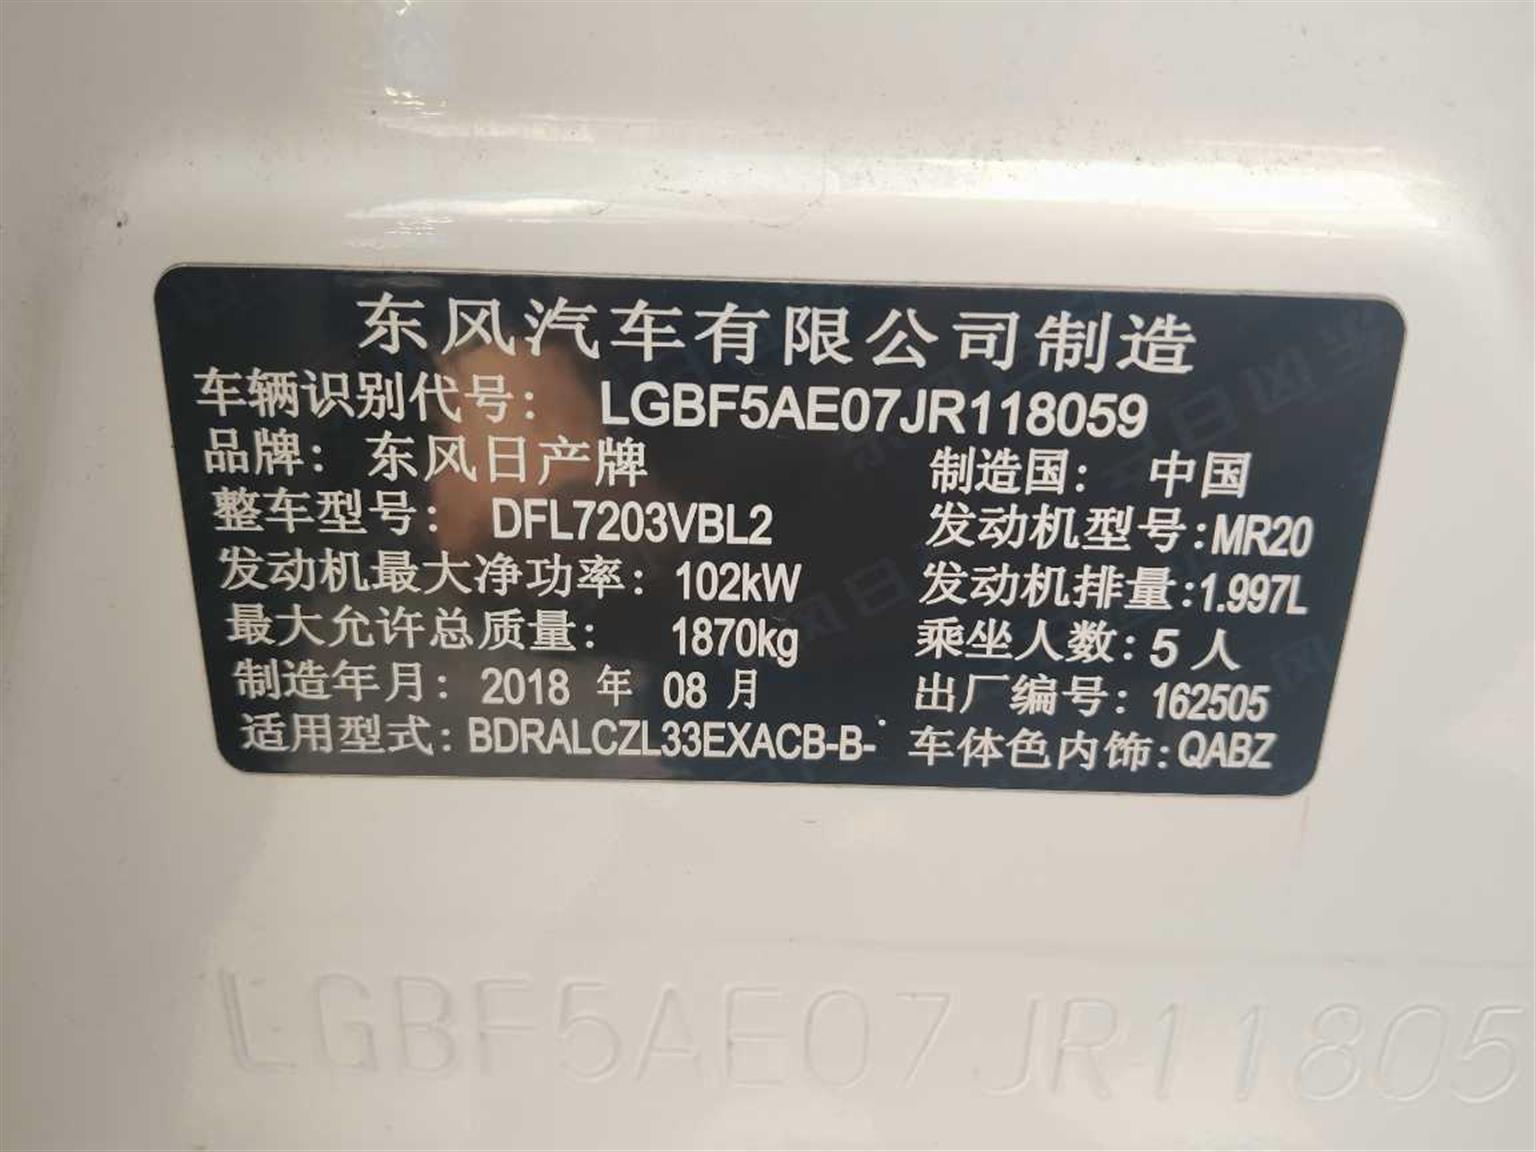 东风汽车有限公司制造
车辆识别代号： LGBF5AE07JR118059
品牌： 东风日产牌 制造国： 中国
整车型号： DFL7203VBL2 发动机型号:MR20
发动机最大净功率： 102kW 发动机排量:1.997L
最大允许总质量： 1870kg 乘坐人数: 5 人
制造年月： 2018 年 08 月 出厂编号: 162505
适用型式: BDRALCZL33EXACB-B- 车体色内饰:QABZ
LGBF5AE07JR11805